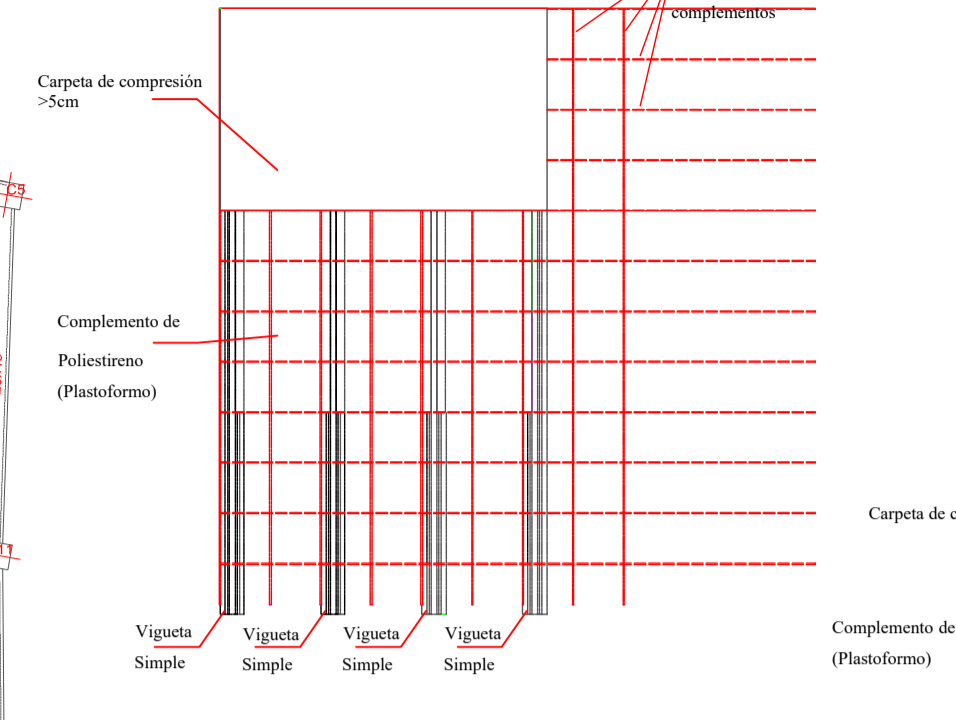 complementos
Carpeta de compresión
>5cm
C5
Complemento de
Poliestireno
(Plastoformo)
Carpeta de c
Vigueta
Simple
Vigueta
Simple
Vigueta
Simple
Vigueta
Simple
Complemento de
(Plastoformo)